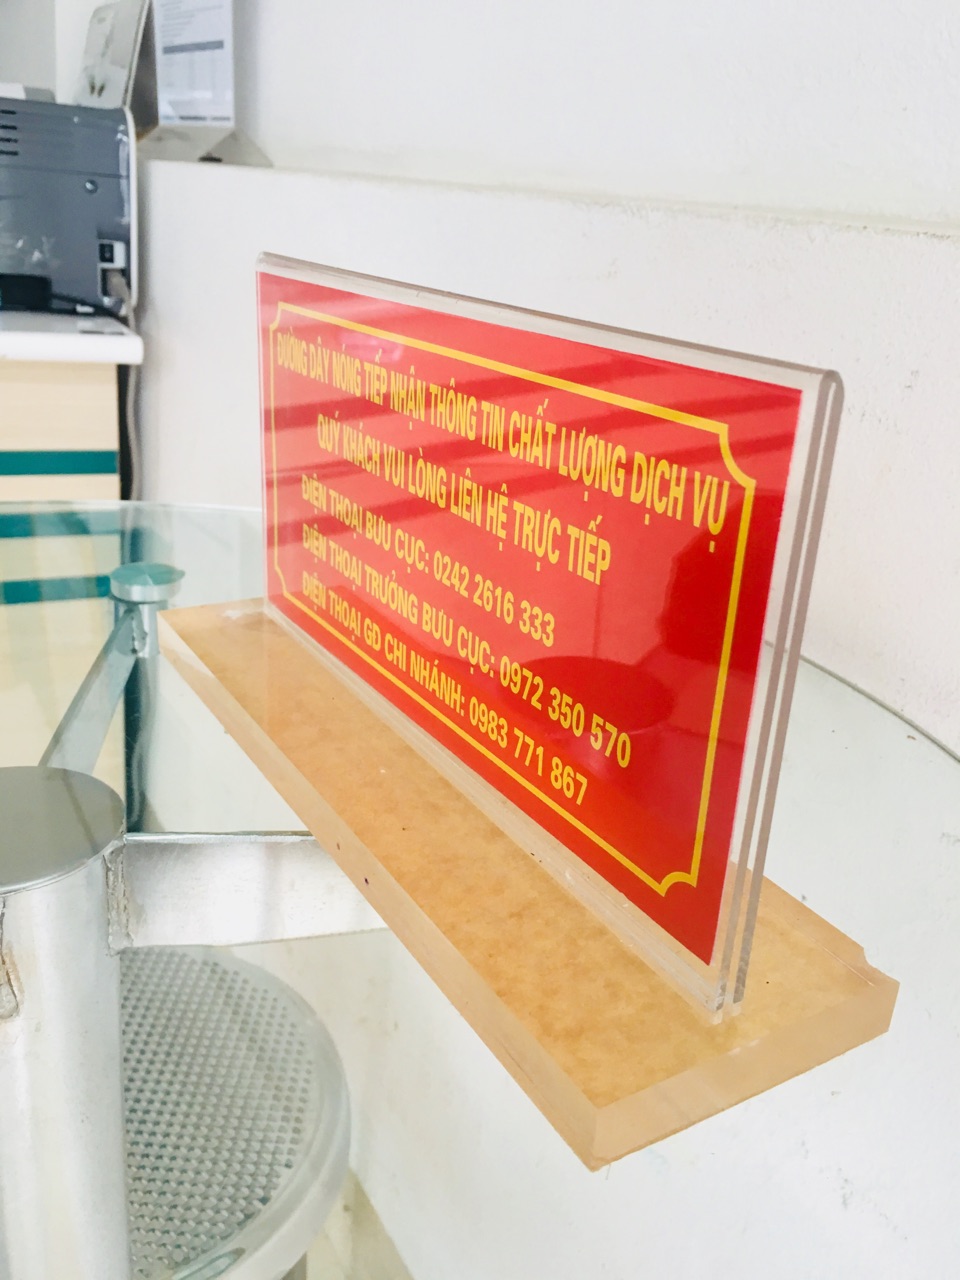 ĐƯỜNG DÂY NÓNG TIẾP NHẬN THÔNG TIN CHẤT LƯỢNG DỊCH VỤ
QUÝ KHÁCH VUI LÒNG LIÊN HỆ TRỰC TIẾP
ĐIỆN THOẠI BƯU CỤC: 0242 2616 333
ĐIỆN THOẠI TRƯỞNG BƯU CỤC: 0972 350 570
ĐIỆN THOẠI GĐ CHI NHÁNH: 0983 771 867